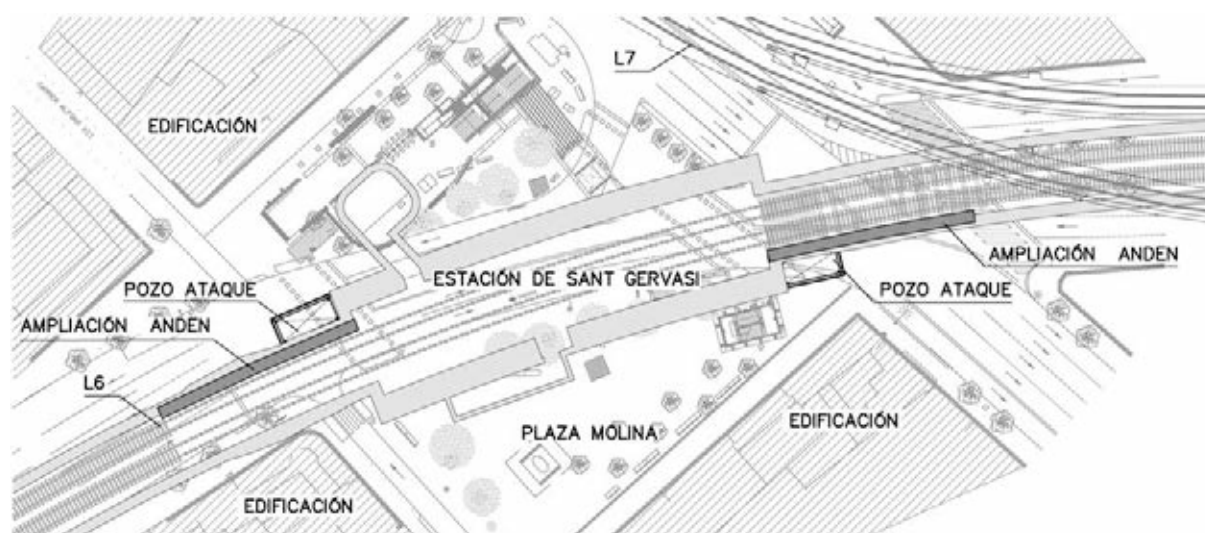 L7
EDIFICACIÓN
ESTACIÓN DE SANT GERVASI
AMPLIACIÓN ANDEN
POZO ATAQUE
POZO ATAQUE
AMPLIACIÓN ANDEN
L6
PLAZA MOLINA
EDIFICACIÓN
EDIFICACIÓN